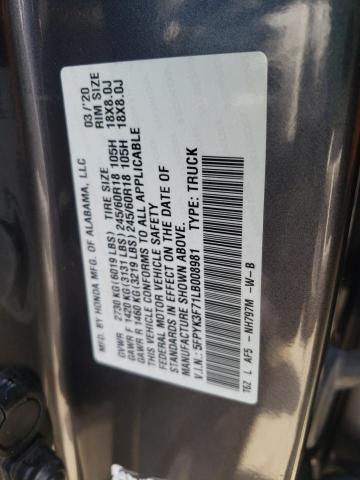 MFD. BY HONDA MFG. OF ALABAMA, LLC 03/'20
TIRE SIZE RIM SIZE
GVWR 2730 KG(6019 LBS)
GAWR F 1420 KG(3131 LBS) 245/60R18 105H 18X8.0J
GAWR R 1460 KG(3219 LBS) 245/60R18 105H 18X8.0J
THIS VEHICLE CONFORMS TO ALL APPLICABLE
FEDERAL MOTOR VEHICLE SAFETY
STANDARDS IN EFFECT ON THE DATE OF
MANUFACTURE SHOWN ABOVE.
V.I.N.: 5FPYK3F71LB008981 TYPE: TRUCK
T6Z L AF5 -NH797M -W-B